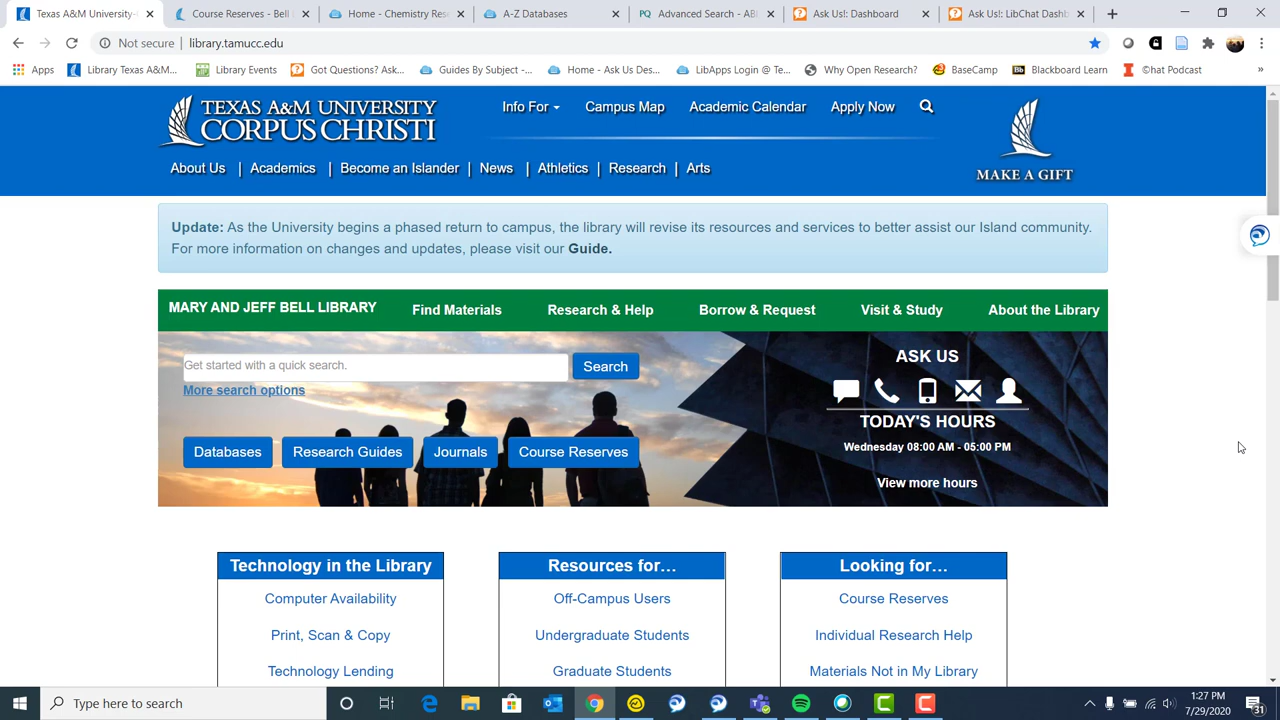 Texas A&M University-
Course Reserves - Bell
Home - Chemistry Res
A-Z Databases
PQ Advanced Search - AB
Ask Us!: Dashboard
Ask Us!: LibChat Dashb
Not secure | library.tamucc.edu
Apps
Library Texas A&M...
Library Events
Got Questions? Ask...
Guides By Subject -...
Home - Ask Us Des...
LibApps Login @ Te...
Why Open Research?
BaseCamp
Bb Blackboard Learn
©hat Podcast
»
TEXAS A&M UNIVERSITY
CORPUS CHRISTI
Info For
Campus Map
Academic Calendar
Apply Now
MAKE A GIFT
About Us | Academics | Become an Islander | News | Athletics | Research | Arts
Update: As the University begins a phased return to campus, the library will revise its resources and services to better assist our Island community.
For more information on changes and updates, please visit our Guide.
MARY AND JEFF BELL LIBRARY
Find Materials
Research & Help
Borrow & Request
Visit & Study
About the Library
Get started with a quick search.
Search
More search options
Databases
Research Guides
Journals
Course Reserves
ASK US
TODAY'S HOURS
Wednesday 08:00 AM - 05:00 PM
View more hours
Technology in the Library
Computer Availability
Print, Scan & Copy
Technology Lending
Resources for...
Off-Campus Users
Undergraduate Students
Graduate Students
Looking for...
Course Reserves
Individual Research Help
Materials Not in My Library
Type here to search
1:27 PM
7/29/2020
31